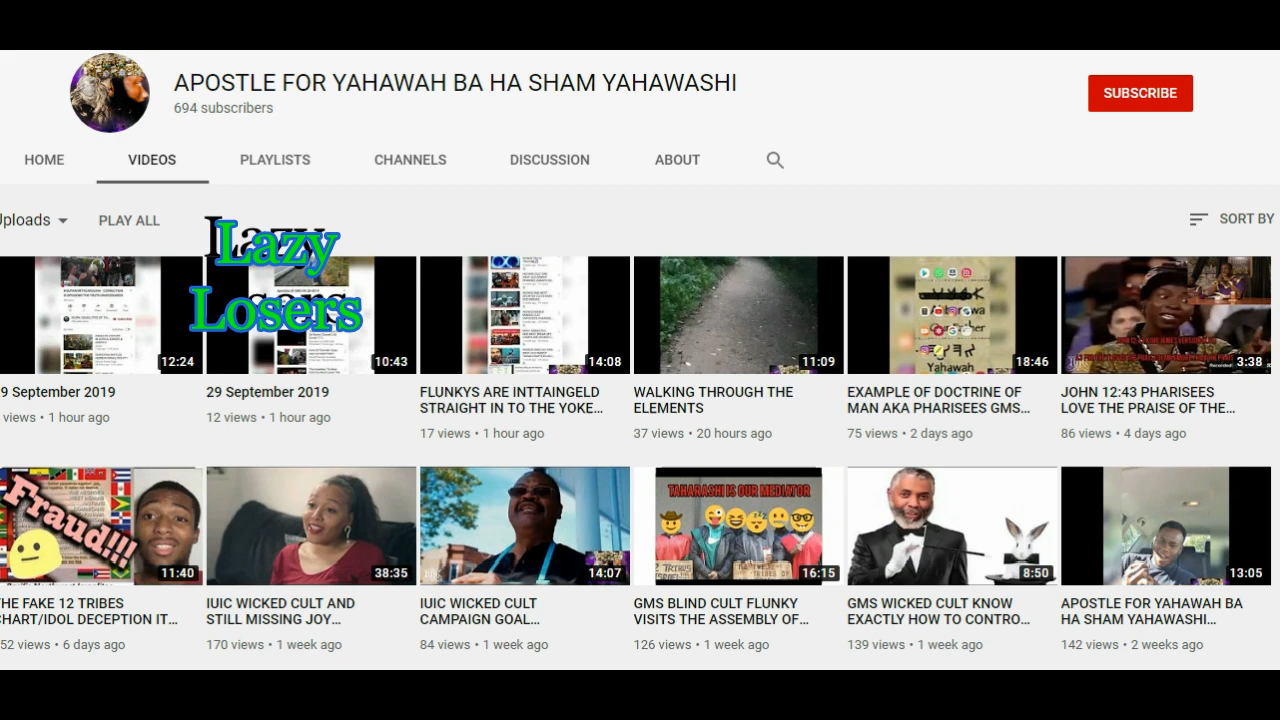 APOSTLE FOR YAHAWAH BA HA SHAM YAHAWASHI
694 subscribers
SUBSCRIBE
HOME VIDEOS PLAYLISTS CHANNELS DISCUSSION ABOUT
Uploads PLAY ALL SORT BY
Lazy
Losers
12:24 10:43 14:08 11:09 18:46 3:38
Yahawah
9 September 2019
views • 1 hour ago
29 September 2019
12 views • 1 hour ago
FLUNKYS ARE INTTAINGELD
STRAIGHT IN TO THE YOKE...
17 views • 1 hour ago
WALKING THROUGH THE
ELEMENTS
37 views • 20 hours ago
EXAMPLE OF DOCTRINE OF
MAN AKA PHARISEES GMS...
75 views • 2 days ago
JOHN 12:43 PHARISEES
LOVE THE PRAISE OF THE...
86 views • 4 days ago
Fraud!!!
TAHARASHI IS OUR MEDIATOR
12 TRIBES
11:40 38:35 14:07 16:15 8:50 13:05
THE FAKE 12 TRIBES
CHART/IDOL DECEPTION IT...
52 views • 6 days ago
IUIC WICKED CULT AND
STILL MISSING JOY...
170 views • 1 week ago
IUIC WICKED CULT
CAMPAIGN GOAL...
84 views • 1 week ago
GMS BLIND CULT FLUNKY
VISITS THE ASSEMBLY OF...
126 views • 1 week ago
GMS WICKED CULT KNOW
EXACTLY HOW TO CONTRO...
139 views • 1 week ago
APOSTLE FOR YAHAWAH BA
HA SHAM YAHAWASHI...
142 views • 2 weeks ago